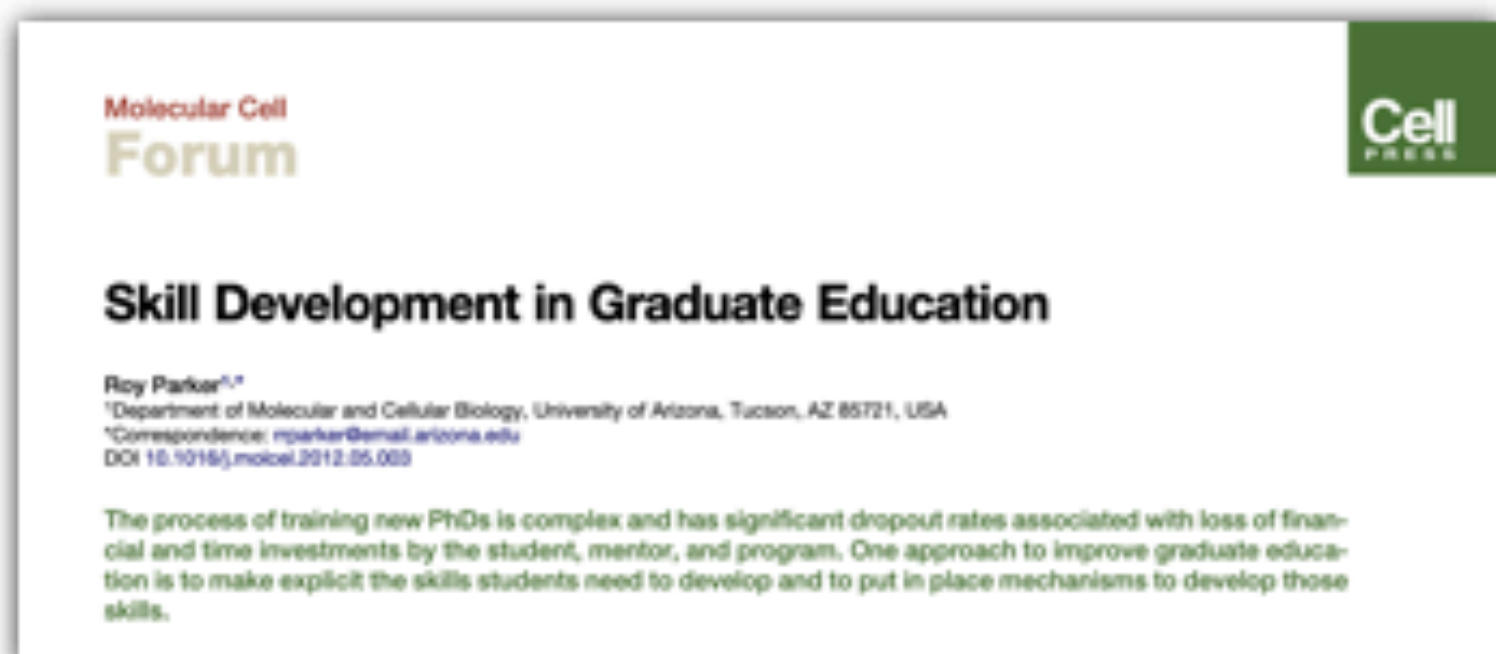 Molecular Cell
Forum
Cell
PRESS
Skill Development in Graduate Education
Roy Parker¹,*
¹Department of Molecular and Cellular Biology, University of Arizona, Tucson, AZ 85721, USA
*Correspondence: rrparker@email.arizona.edu
DOI 10.1016/j.molcel.2012.05.003
The process of training new PhDs is complex and has significant dropout rates associated with loss of finan-
cial and time investments by the student, mentor, and program. One approach to improve graduate educa-
tion is to make explicit the skills students need to develop and to put in place mechanisms to develop those
skills.